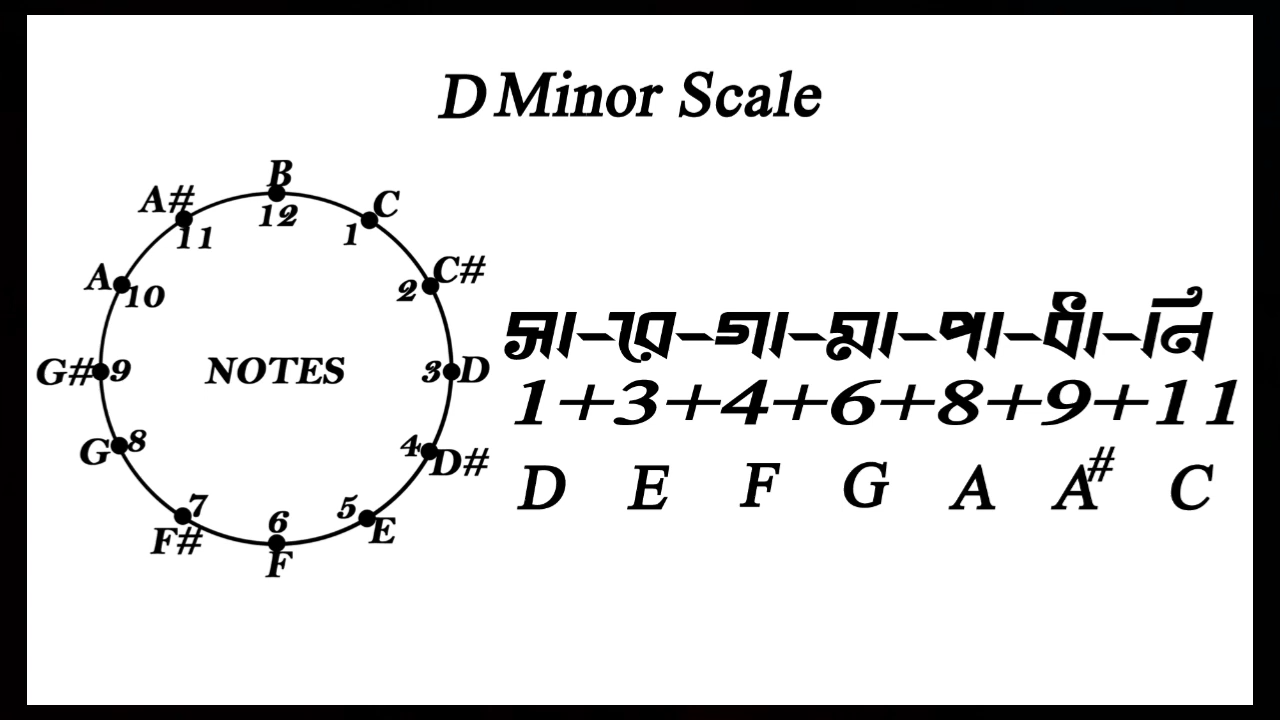 D Minor Scale
B
12
A#
11
C
1
C#
2
A
10
G#
9
NOTES
3
D
G
8
4
D#
F#
7
6
F
5
E
সা-রে-গা-মা-পা-ধা-নি
1+3+4+6+8+9+11
D E F G A A# C